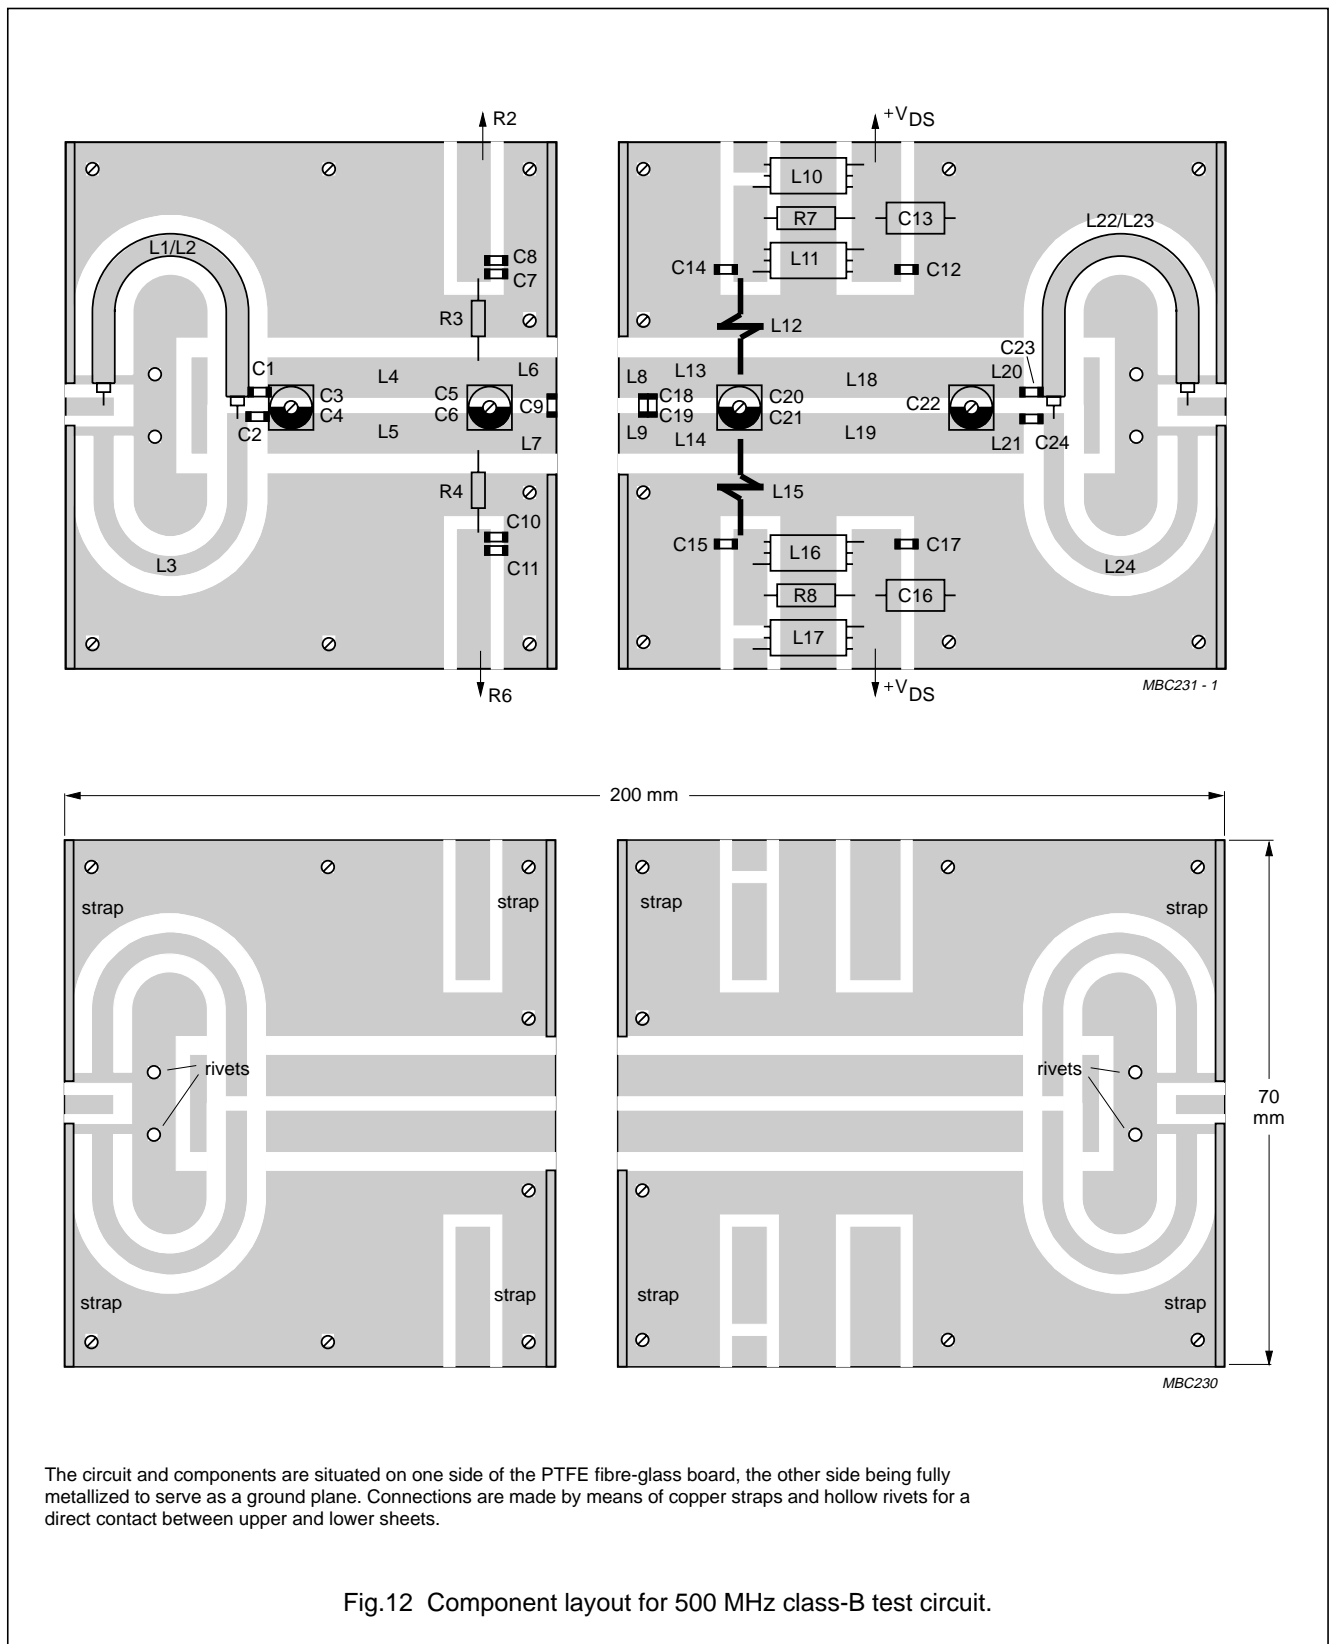 R2
+VDS
L1/L2
L10
R7
C13
L22/L23
C8
C7
C14
L11
C12
R3
L12
C1
L4
L6
C23
C3
C5
L8
L13
C18
C20
L18
L20
C4
C6
C9
C19
C21
C22
C2
L5
L7
L9
L14
L19
L21
C24
R4
L15
C10
C15
L16
C17
L3
C11
R8
C16
L24
L17
R6
+VDS
MBC231 - 1
200 mm
strap
strap
strap
strap
rivets
rivets
70
mm
strap
strap
strap
strap
MBC230
The circuit and components are situated on one side of the PTFE fibre-glass board, the other side being fully
metallized to serve as a ground plane. Connections are made by means of copper straps and hollow rivets for a
direct contact between upper and lower sheets.
Fig.12 Component layout for 500 MHz class-B test circuit.